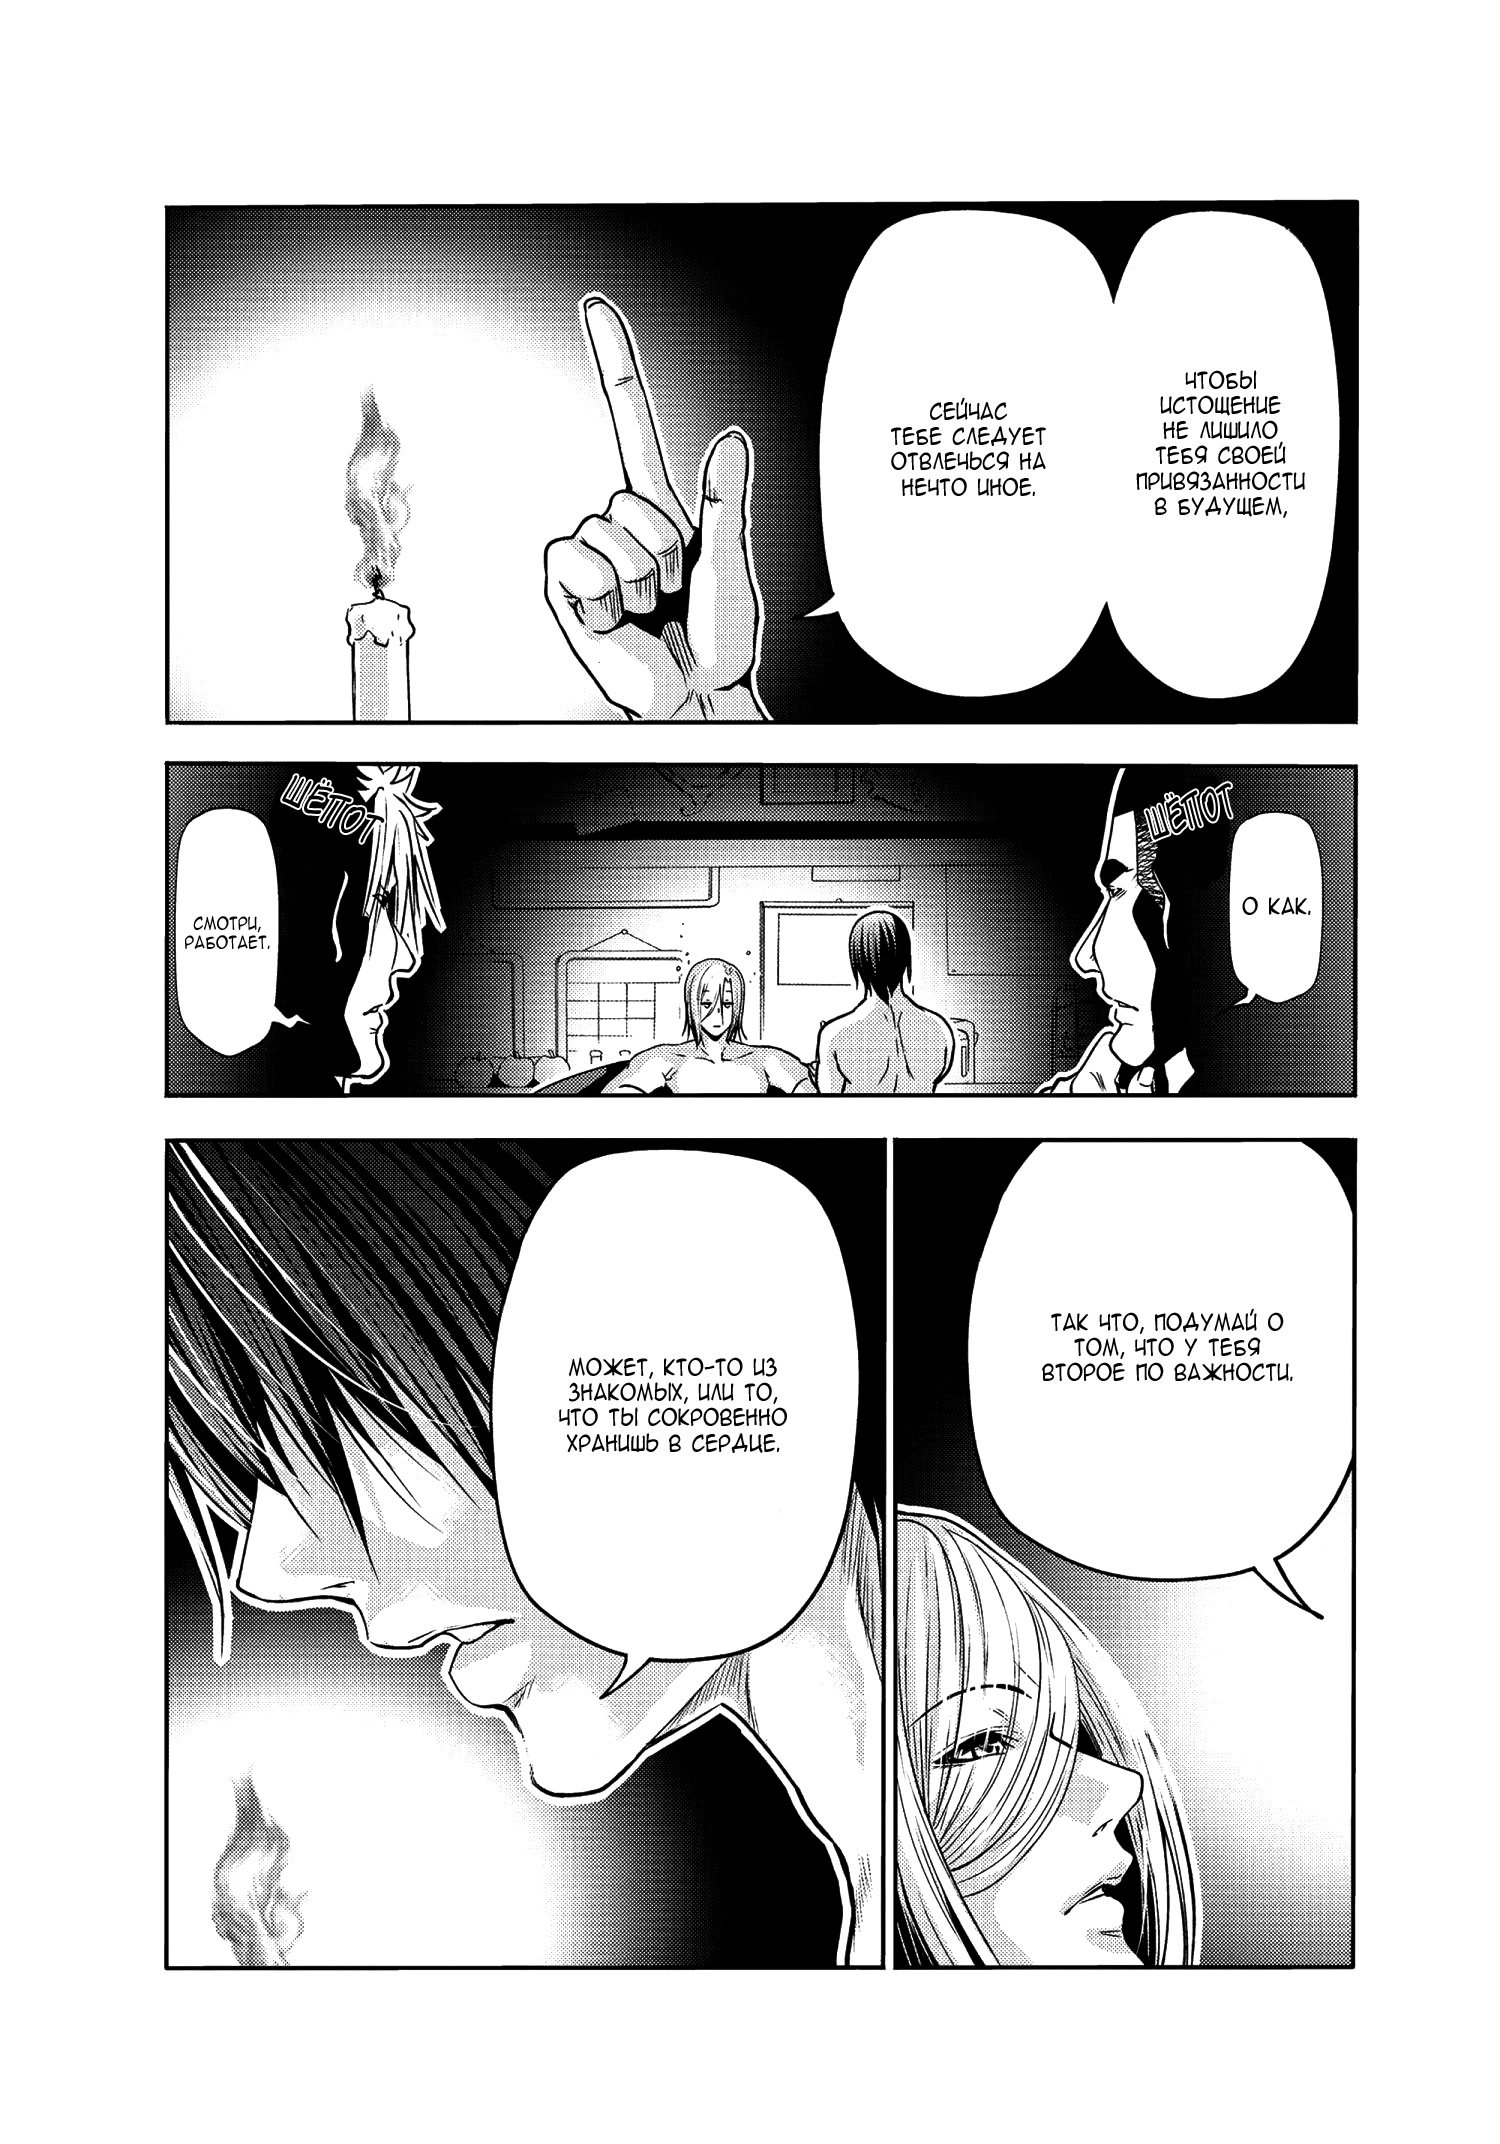 ЧТОБЫ
ИСТОЩЕНИЕ
НЕ ЛИШИЛО
ТЕБЯ СВОЕЙ
ПРИВЯЗАННОСТИ
В БУДУЩЕМ,
СЕЙЧАС
ТЕБЕ СЛЕДУЕТ
ОТВЛЕЧЬСЯ НА
НЕЧТО ИНОЕ.
ШЁПОТ
О КАК.
ШЁПОТ
СМОТРИ,
РАБОТАЕТ.
ТАК ЧТО, ПОДУМАЙ О
ТОМ, ЧТО У ТЕБЯ
ВТОРОЕ ПО ВАЖНОСТИ.
МОЖЕТ, КТО-ТО ИЗ
ЗНАКОМЫХ, ИЛИ ТО,
ЧТО ТЫ СОКРОВЕННО
ХРАНИШЬ В СЕРДЦЕ.